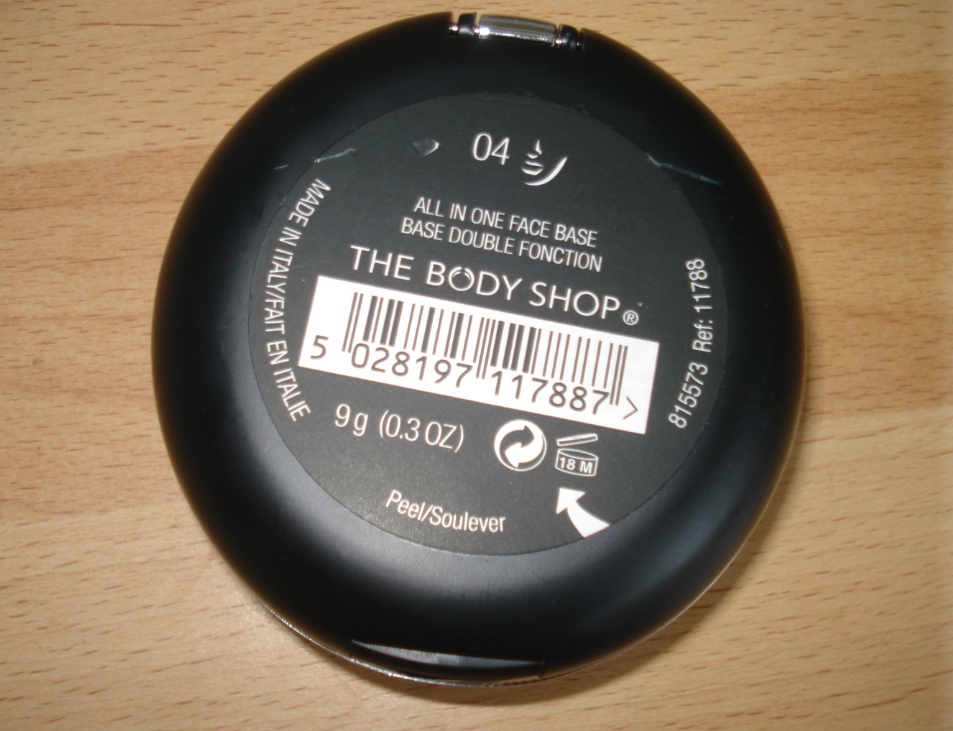 04
ALL IN ONE FACE BASE
BASE DOUBLE FONCTION
THE BODY SHOP®
5 028197 117887 >
9 g (0.3 OZ)
18 M
Peel/Soulever
MADE IN ITALY/FAIT EN ITALIE
815573 Ref: 11788